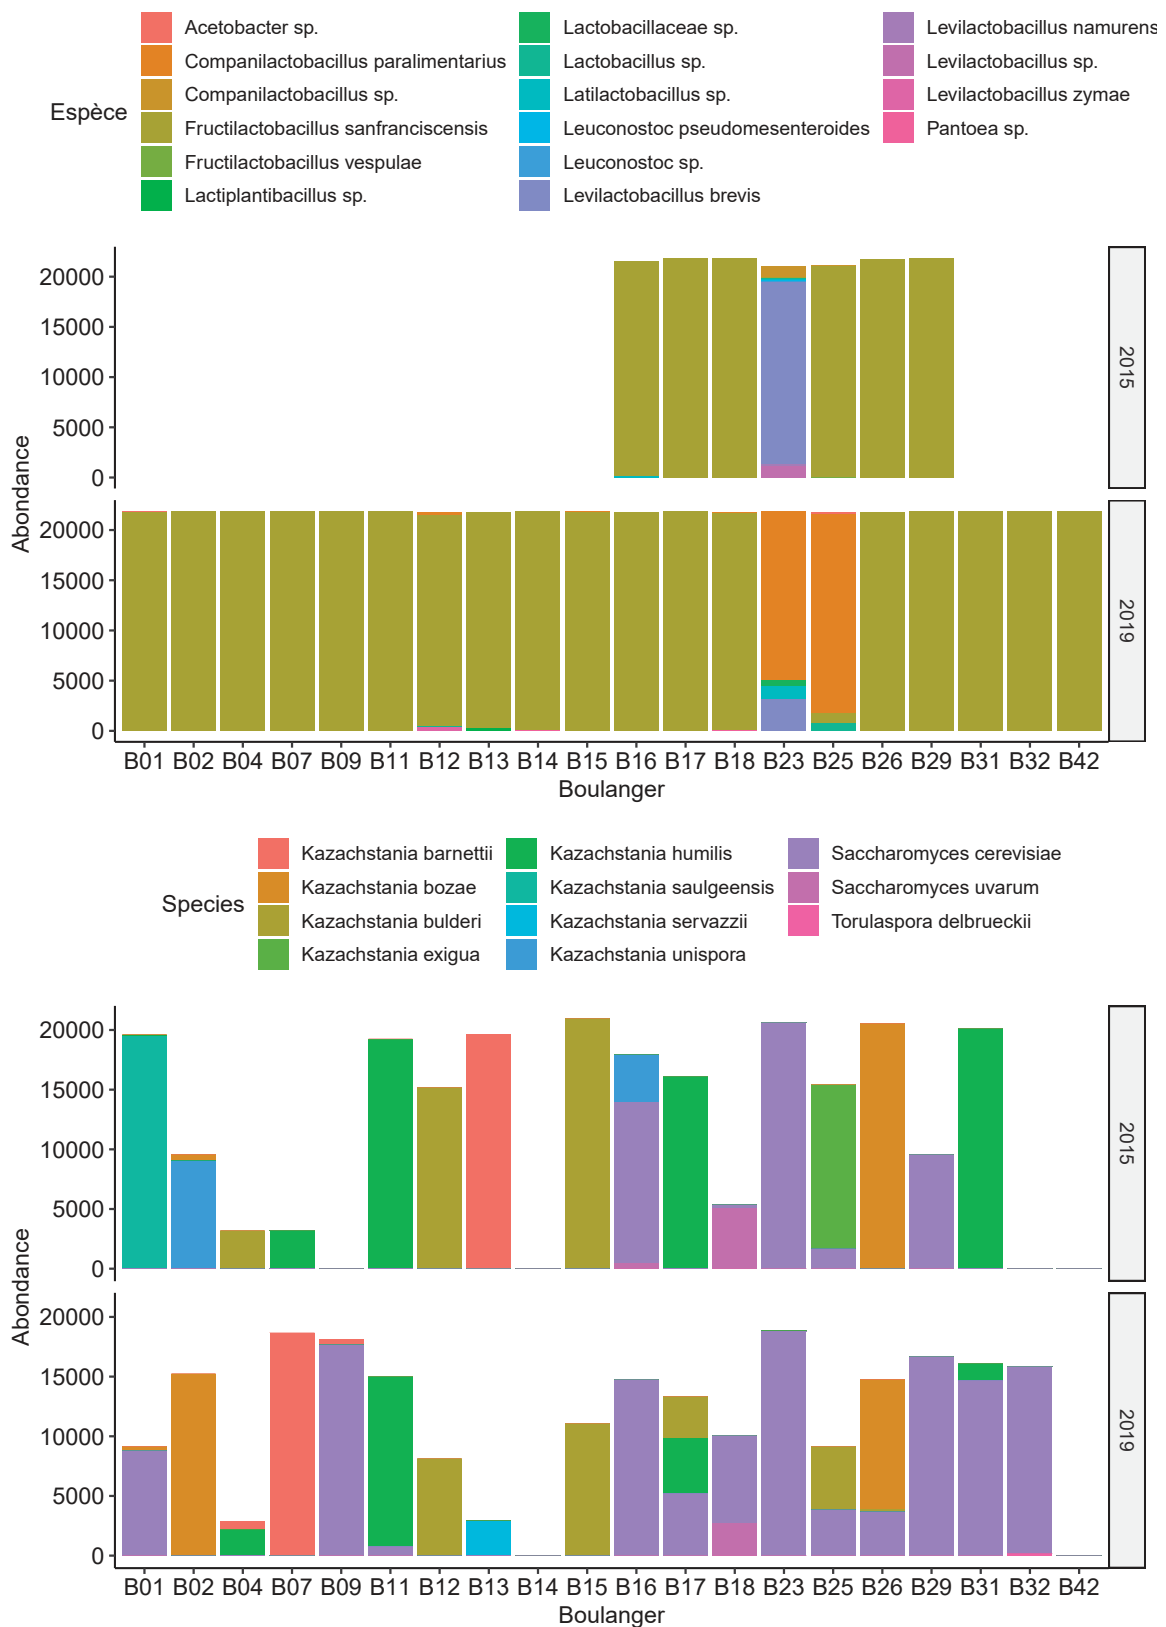 Espèce
Acetobacter sp.
Companilactobacillus paralimentarius
Companilactobacillus sp.
Fructilactobacillus sanfranciscensis
Fructilactobacillus vespulae
Lactiplantibacillus sp.
Lactobacillaceae sp.
Lactobacillus sp.
Latilactobacillus sp.
Leuconostoc pseudomesenteroides
Leuconostoc sp.
Levilactobacillus brevis
Levilactobacillus namurens
Levilactobacillus sp.
Levilactobacillus zymae
Pantoea sp.
Abondance
20000
15000
10000
5000
0
2015
20000
15000
10000
5000
0
2019
B01 B02 B04 B07 B09 B11 B12 B13 B14 B15 B16 B17 B18 B23 B25 B26 B29 B31 B32 B42
Boulanger
Species
Kazachstania barnettii
Kazachstania bozae
Kazachstania bulderi
Kazachstania exigua
Kazachstania humilis
Kazachstania saulgeensis
Kazachstania servazzii
Kazachstania unispora
Saccharomyces cerevisiae
Saccharomyces uvarum
Torulaspora delbrueckii
Abondance
20000
15000
10000
5000
0
2015
20000
15000
10000
5000
0
2019
B01 B02 B04 B07 B09 B11 B12 B13 B14 B15 B16 B17 B18 B23 B25 B26 B29 B31 B32 B42
Boulanger